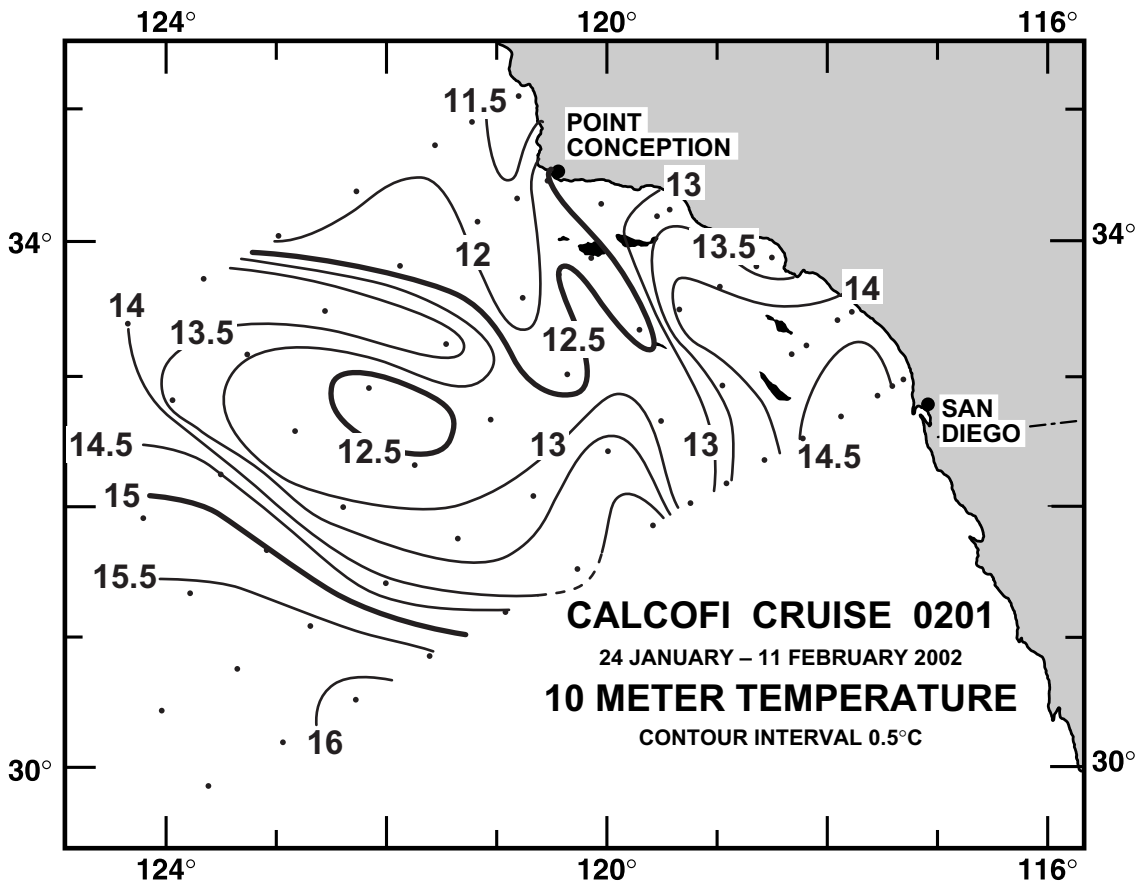 124° 120° 116°
11.5
POINT
CONCEPTION
13
34° 12 13.5 34°
14 14
13.5 12.5
SAN
DIEGO
14.5 12.5 13 13 14.5
15
15.5
CALCOFI CRUISE 0201
24 JANUARY – 11 FEBRUARY 2002
10 METER TEMPERATURE
CONTOUR INTERVAL 0.5°C
16
30° 30°
124° 120° 116°